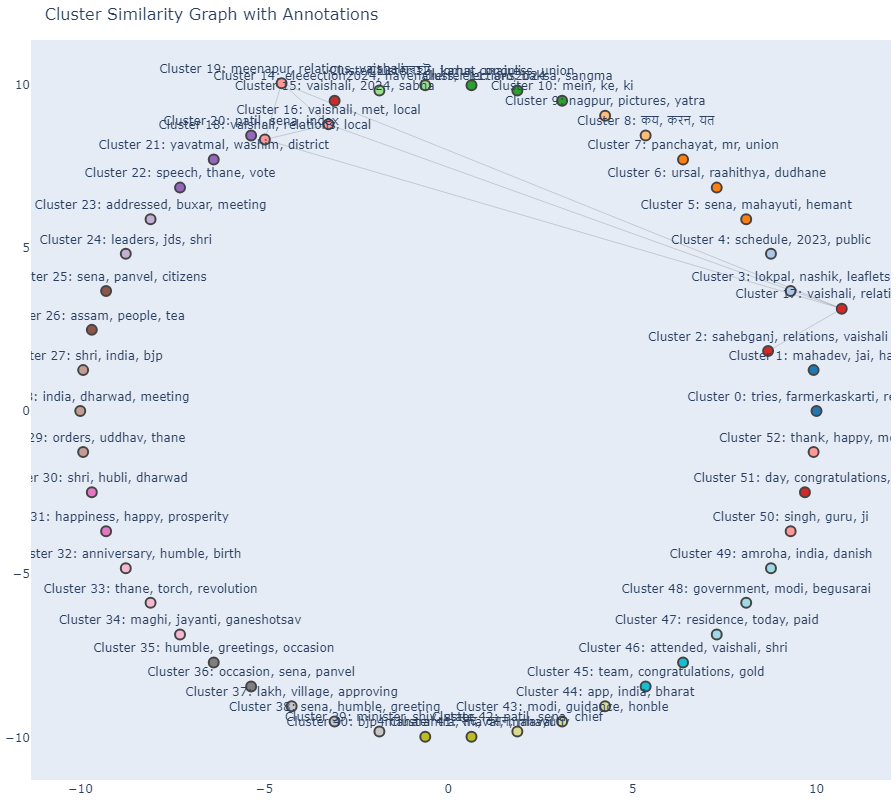 Cluster Similarity Graph with Annotations
Cluster 19: meenapur, relations, vaishali
Cluster 14: eleeection2024,
Cluster 10: mein, ke, ki
Cluster 15: vaishali, 2024, sabha
nagpur, pictures, yatra
Cluster 16: vaishali, met, local
Cluster 20: patil, sena, index
Cluster 8: कय, करन, यत
Cluster 18: vaishali, relations, local
Cluster 21: yavatmal, washim, district
Cluster 7: panchayat, mr, union
Cluster 22: speech, thane, vote
Cluster 6: ursal, raahithya, dudhane
Cluster 23: addressed, buxar, meeting
Cluster 5: sena, mahayuti, hemant
Cluster 24: leaders, jds, shri
Cluster 4: schedule, 2023, public
ter 25: sena, panvel, citizens
Cluster 3: lokpal, nashik, leaflets
Cluster 17: vaishali, relati
er 26: assam, people, tea
Cluster 2: sahebganj, relations, vaishali
ter 27: shri, india, bjp
Cluster 1: mahadev, jai, ha
: india, dharwad, meeting
Cluster 0: tries, farmerkaskarti, re
29: orders, uddhav, thane
Cluster 52: thank, happy, mo
er 30: shri, hubli, dharwad
Cluster 51: day, congratulations,
31: happiness, happy, prosperity
Cluster 50: singh, guru, ji
ster 32: anniversary, humble, birth
Cluster 49: amroha, india, danish
Cluster 33: thane, torch, revolution
Cluster 48: government, modi, begusarai
Cluster 34: maghi, jayanti, ganeshotsav
Cluster 47: residence, today, paid
Cluster 35: humble, greetings, occasion
Cluster 46: attended, vaishali, shri
Cluster 36: occasion, sena, panvel
Cluster 45: team, congratulations, gold
Cluster 37: lakh, village, approving
Cluster 44: app, india, bharat
Cluster 38: sena, humble, greeting
Cluster 43: modi, guidance, honble
Cluster 39: minister, shiv,
patil, sena, chief
10
5
0
−5
−10
−10
−5
0
5
10